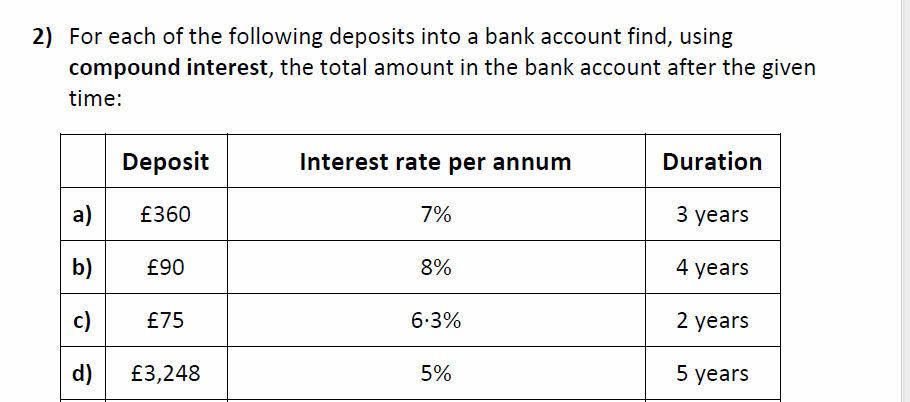 2) For each of the following deposits into a bank account find, using
compound interest, the total amount in the bank account after the given
time:
Deposit Interest rate per annum Duration
a) £360 7% 3 years
b) £90 8% 4 years
c) £75 6·3% 2 years
d) £3,248 5% 5 years